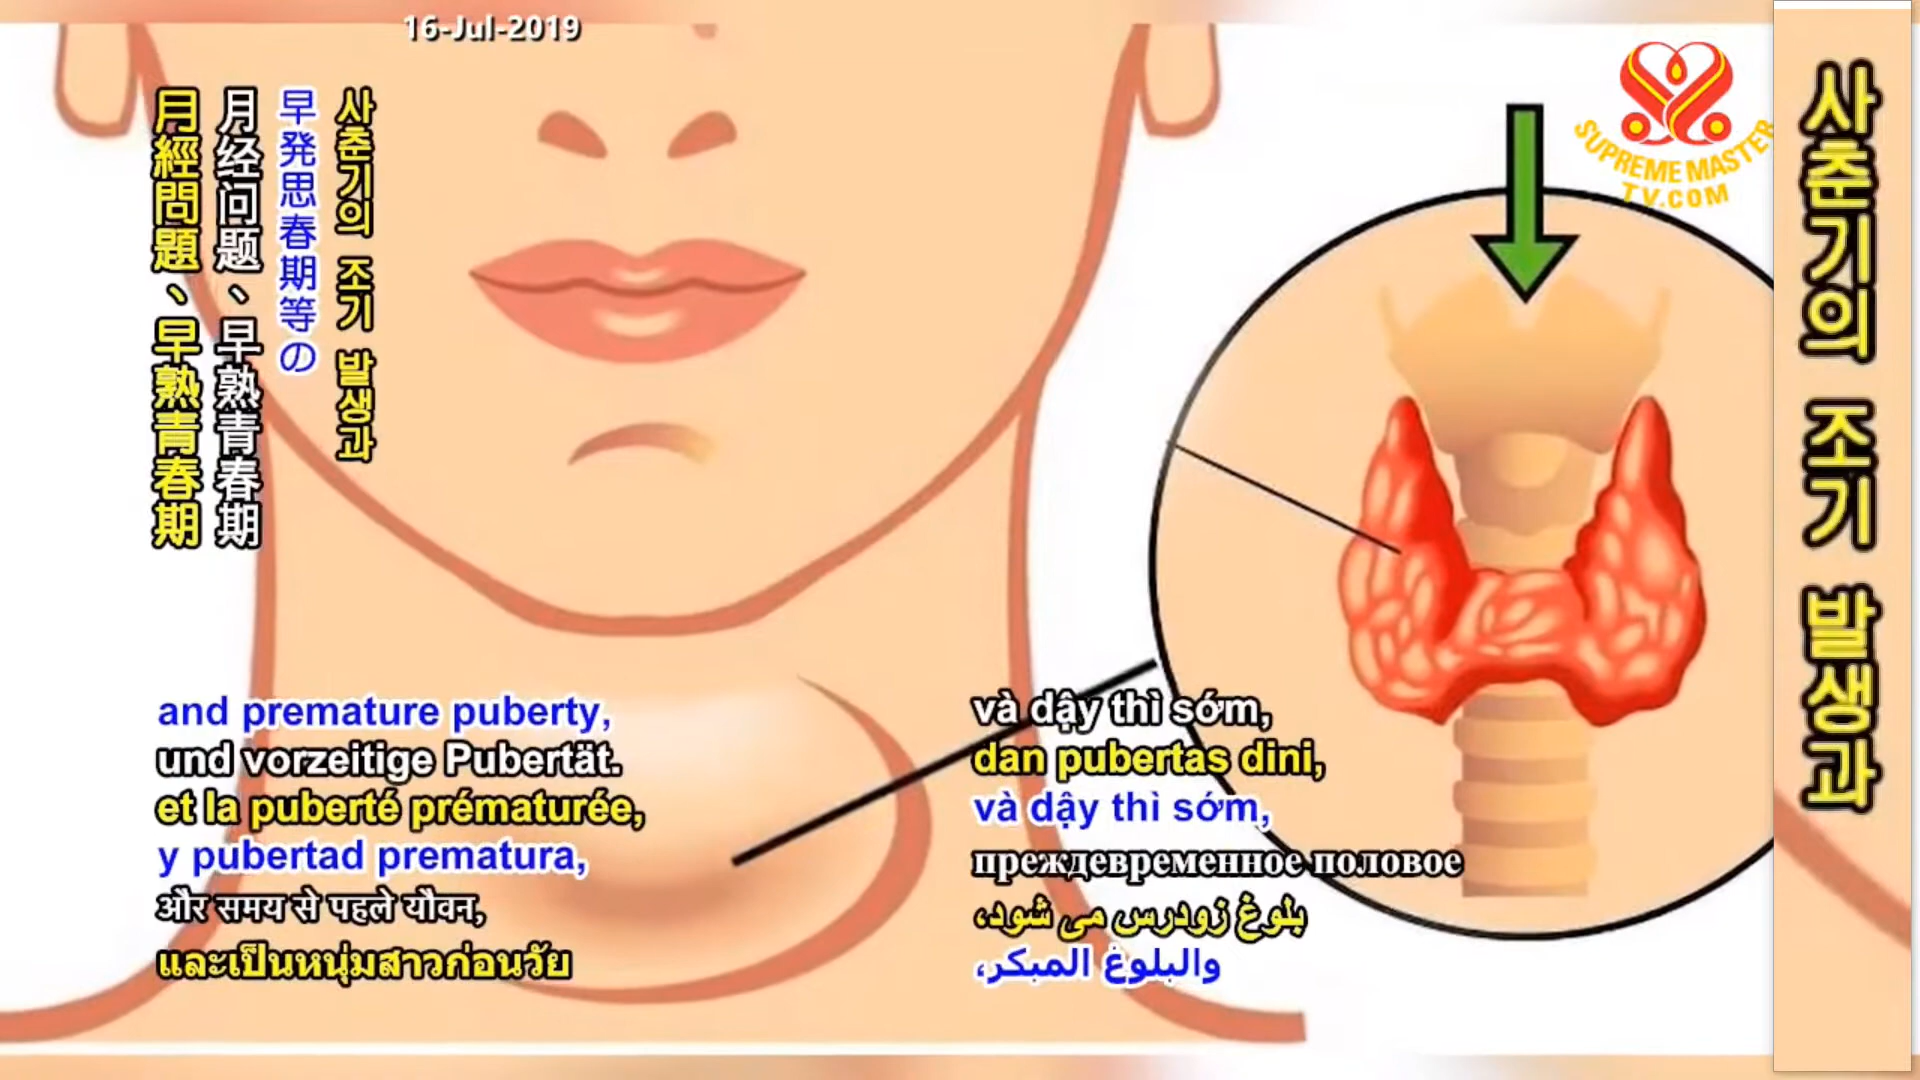 16-Jul-2019
SUPREME MASTER
TV.COM
사춘기의 조기 발생과
사춘기의 조기 발생과
早発思春期等の
月经问题、早熟青春期
月經問題、早熟青春期
and premature puberty,
und vorzeitige Pubertät.
et la puberté prématurée,
y pubertad prematura,
और समय से पहले यौवन,
และเป็นหนุ่มสาวก่อนวัย
và dậy thì sớm,
dan pubertas dini,
và dậy thì sớm,
преждевременное половое
بلوغ زودرس می شود،
والبلوغ المبكر،